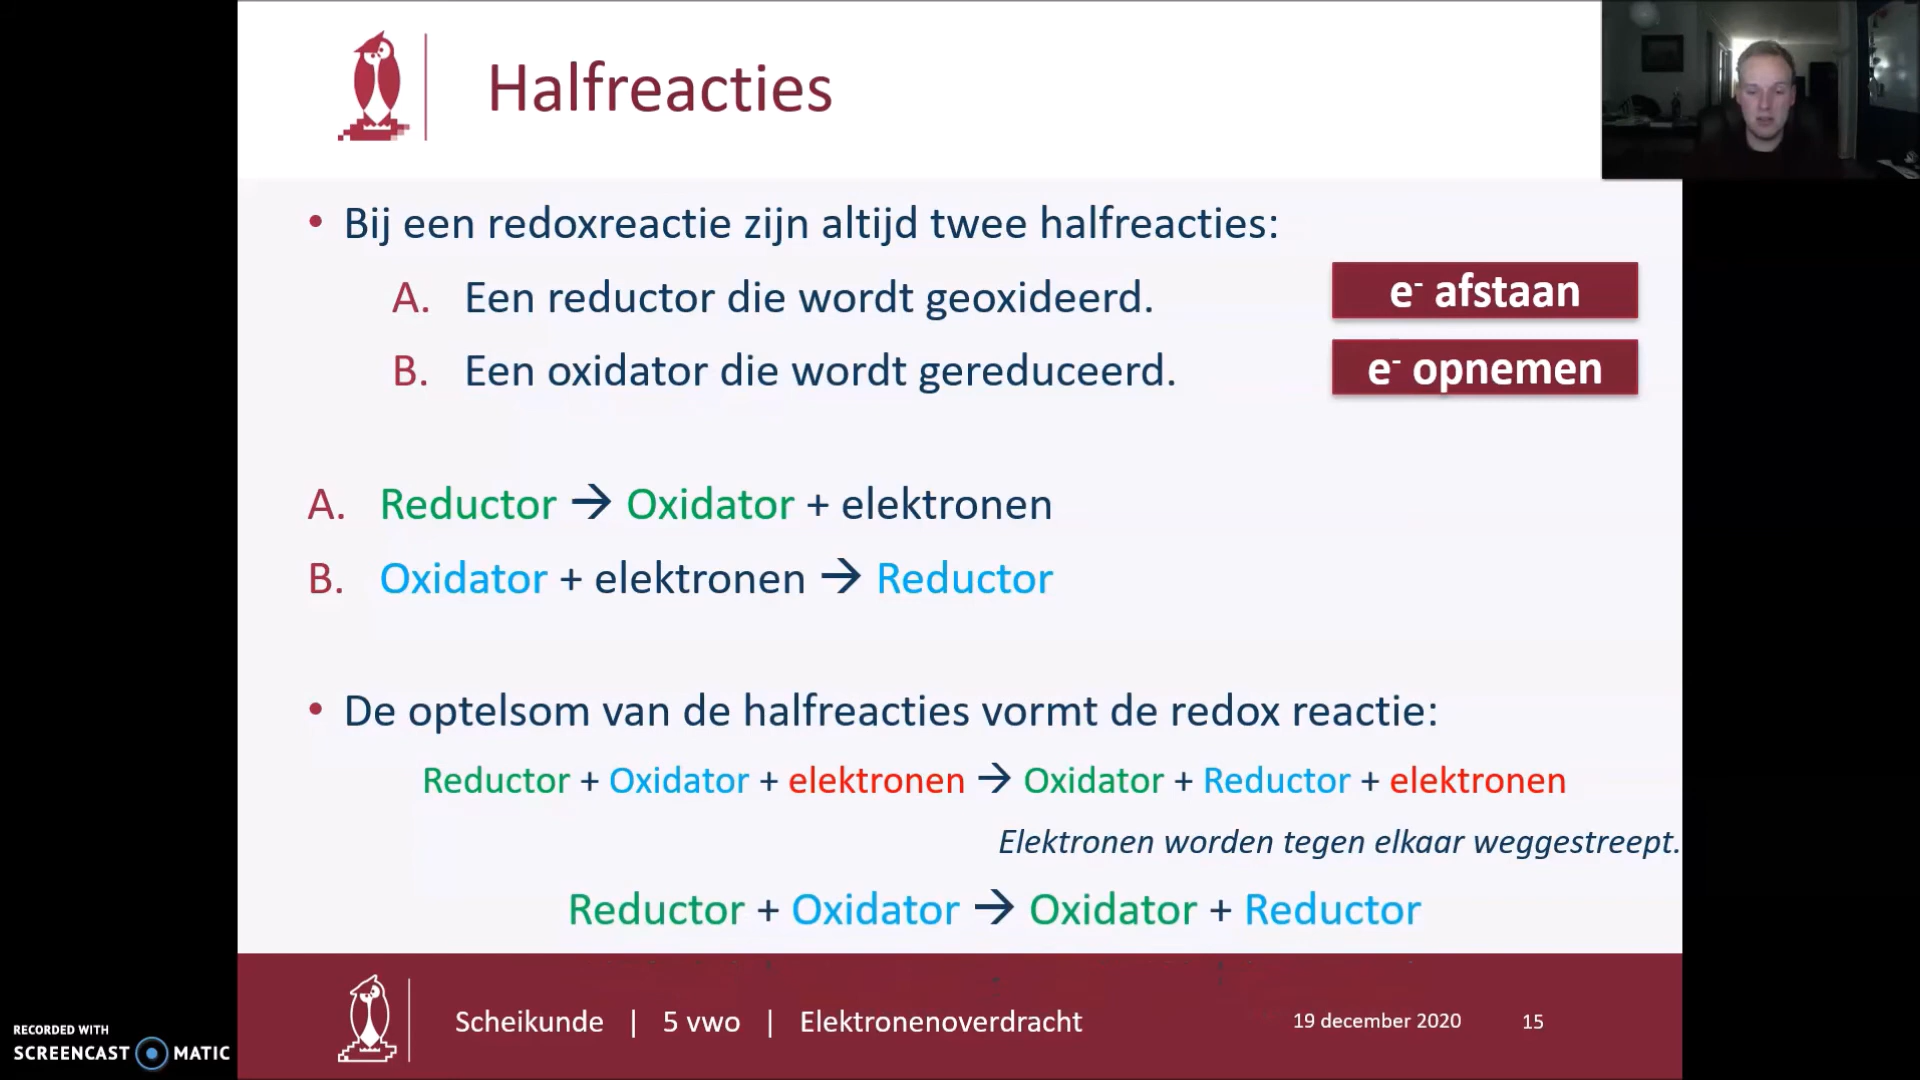 Halfreacties
• Bij een redoxreactie zijn altijd twee halfreacties:
A. Een reductor die wordt geoxideerd.
e⁻ afstaan
B. Een oxidator die wordt gereduceerd.
e⁻ opnemen
A. Reductor → Oxidator + elektronen
B. Oxidator + elektronen → Reductor
• De optelsom van de halfreacties vormt de redox reactie:
Reductor + Oxidator + elektronen → Oxidator + Reductor + elektronen
Elektronen worden tegen elkaar weggestreept.
Reductor + Oxidator → Oxidator + Reductor
Scheikunde | 5 vwo | Elektronenoverdracht
19 december 2020
15
RECORDED WITH
SCREENCAST MATIC